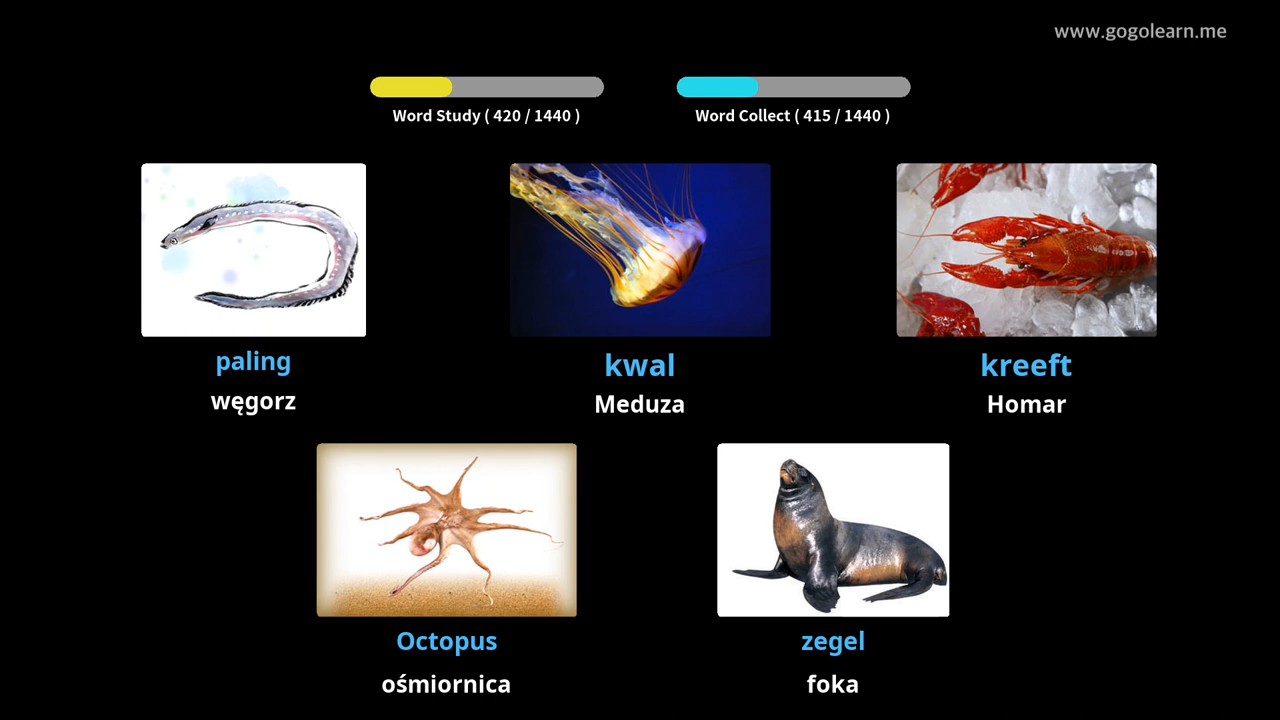 www.gogolearn.me
Word Study ( 420 / 1440 )
Word Collect ( 415 / 1440 )
paling
węgorz
kwal
Meduza
kreeft
Homar
Octopus
ośmiornica
zegel
foka